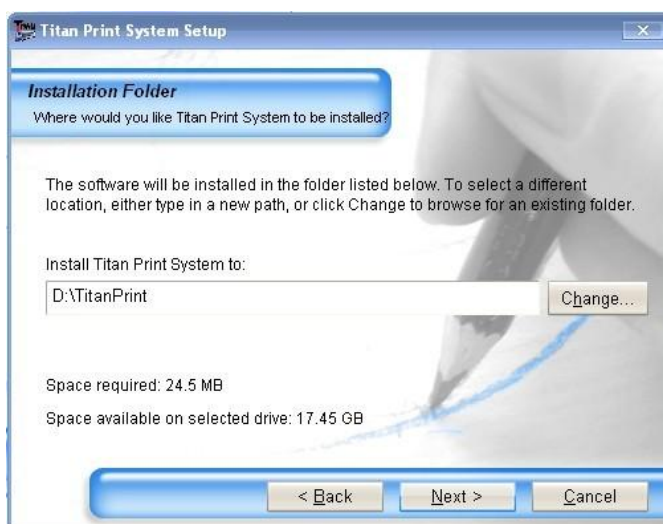 Titan Print System Setup
Installation Folder
Where would you like Titan Print System to be installed?
The software will be installed in the folder listed below. To select a different
location, either type in a new path, or click Change to browse for an existing folder.
Install Titan Print System to:
D:\TitanPrint
Change...
Space required: 24.5 MB
Space available on selected drive: 17.45 GB
< Back
Next >
Cancel